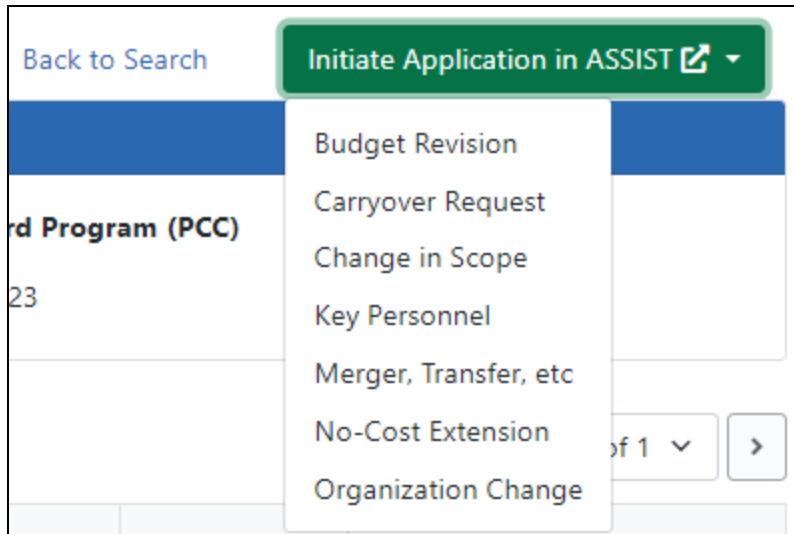 Back to Search
Initiate Application in ASSIST
Budget Revision
Carryover Request
rd Program (PCC)
Change in Scope
23
Key Personnel
Merger, Transfer, etc
No-Cost Extension
of 1
Organization Change